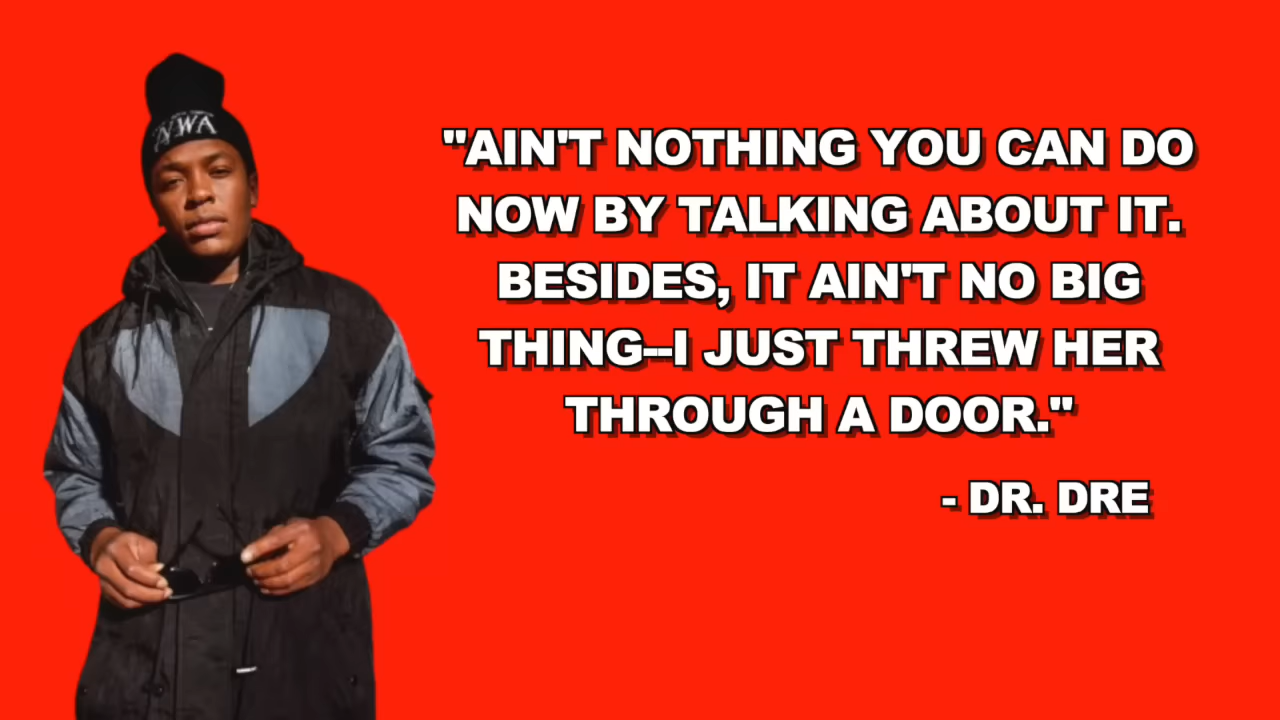 NWA
"AIN'T NOTHING YOU CAN DO
NOW BY TALKING ABOUT IT.
BESIDES, IT AIN'T NO BIG
THING--I JUST THREW HER
THROUGH A DOOR."
- DR. DRE